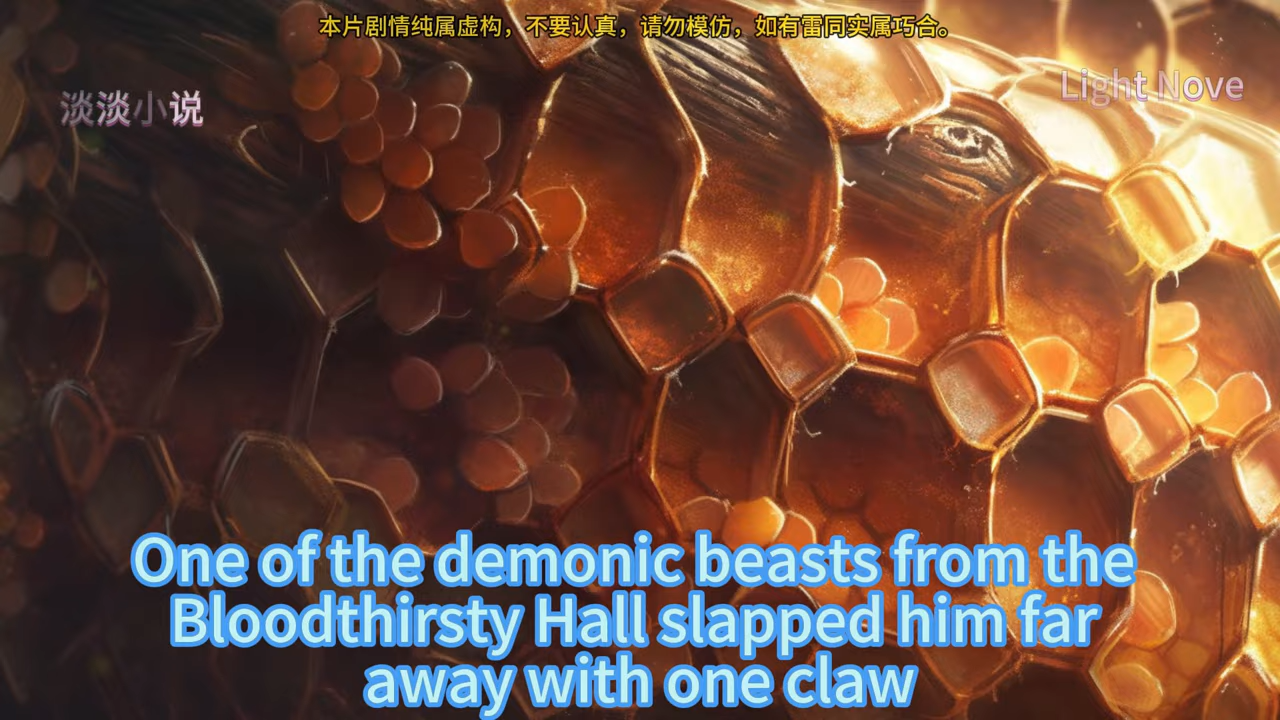 本片剧情纯属虚构，不要认真，请勿模仿，如有雷同实属巧合。
淡淡小说
Light Nove
One of the demonic beasts from the
Bloodthirsty Hall slapped him far
away with one claw